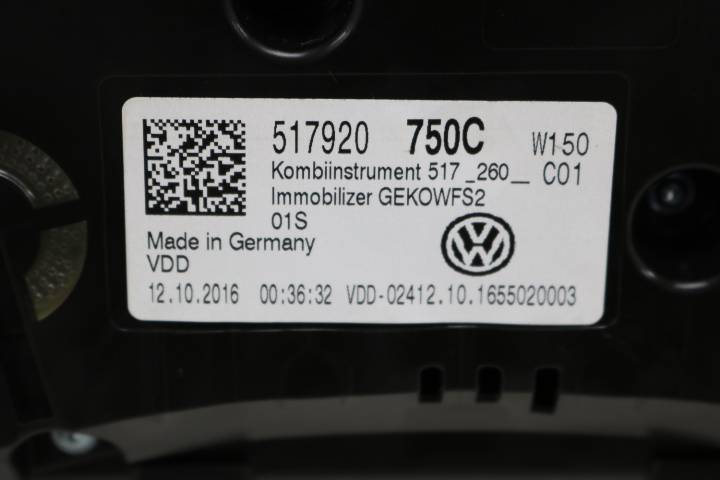 517920 750C W150
Kombiinstrument 517 _260__ C01
Immobilizer GEKOWFS2
01S
Made in Germany
VDD
12.10.2016 00:36:32 VDD-02412.10.1655020003